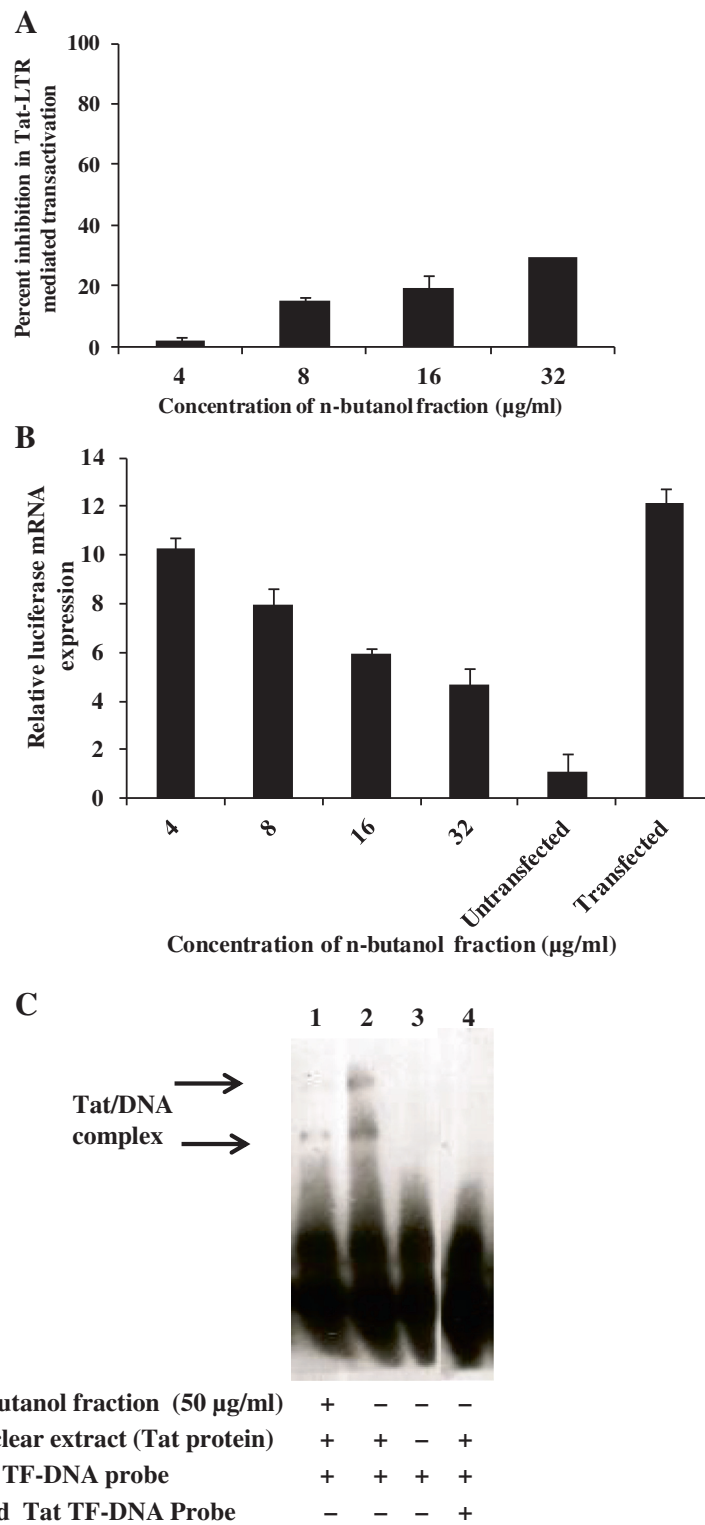 A
Percent inhibition in Tat-LTR
mediated transactivation
100
80
60
40
20
0
4 8 16 32
Concentration of n-butanol fraction (µg/ml)
B
Relative luciferase mRNA
expression
14
12
10
8
6
4
2
0
4 8 16 32 Untransfected Transfected
Concentration of n-butanol fraction (µg/ml)
C
1 2 3 4
Tat/DNA
complex
utanol fraction (50 µg/ml) + – – –
clear extract (Tat protein) + + – +
TF-DNA probe + + + +
d Tat TF-DNA Probe – – – +